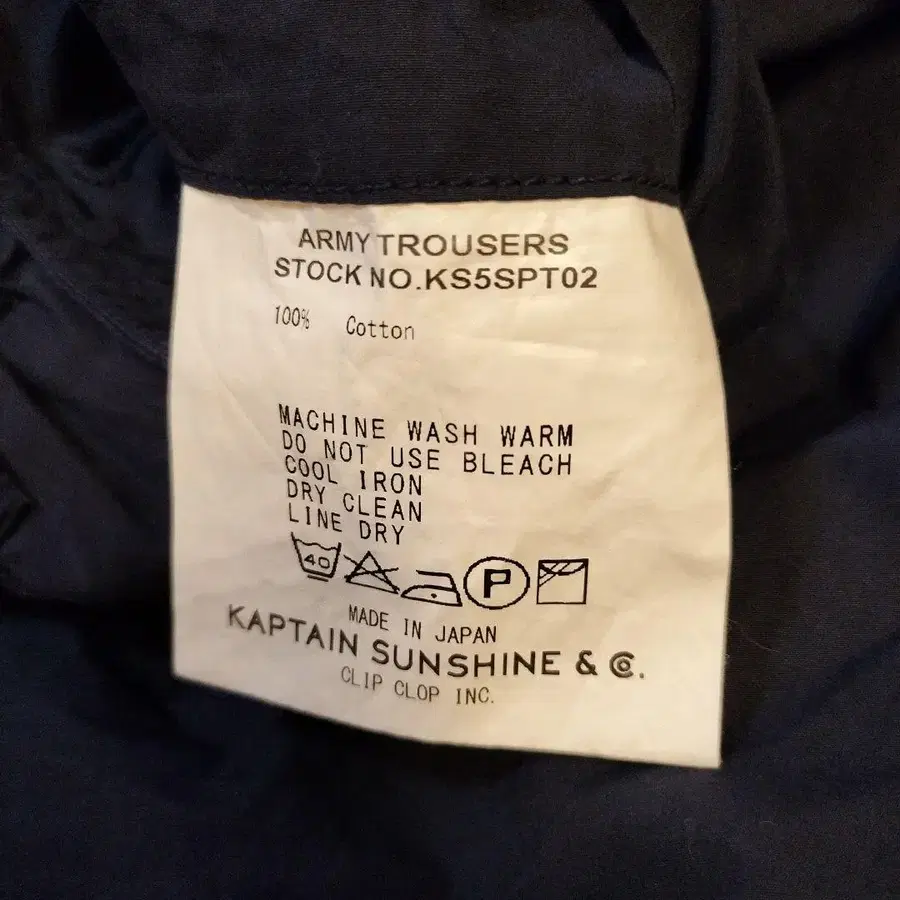 ARMY TROUSERS
STOCK NO.KS5SPT02
100% Cotton
MACHINE WASH WARM
DO NOT USE BLEACH
COOL IRON
DRY CLEAN
LINE DRY
40 P
MADE IN JAPAN
KAPTAIN SUNSHINE & Co.
CLIP CLOP INC.